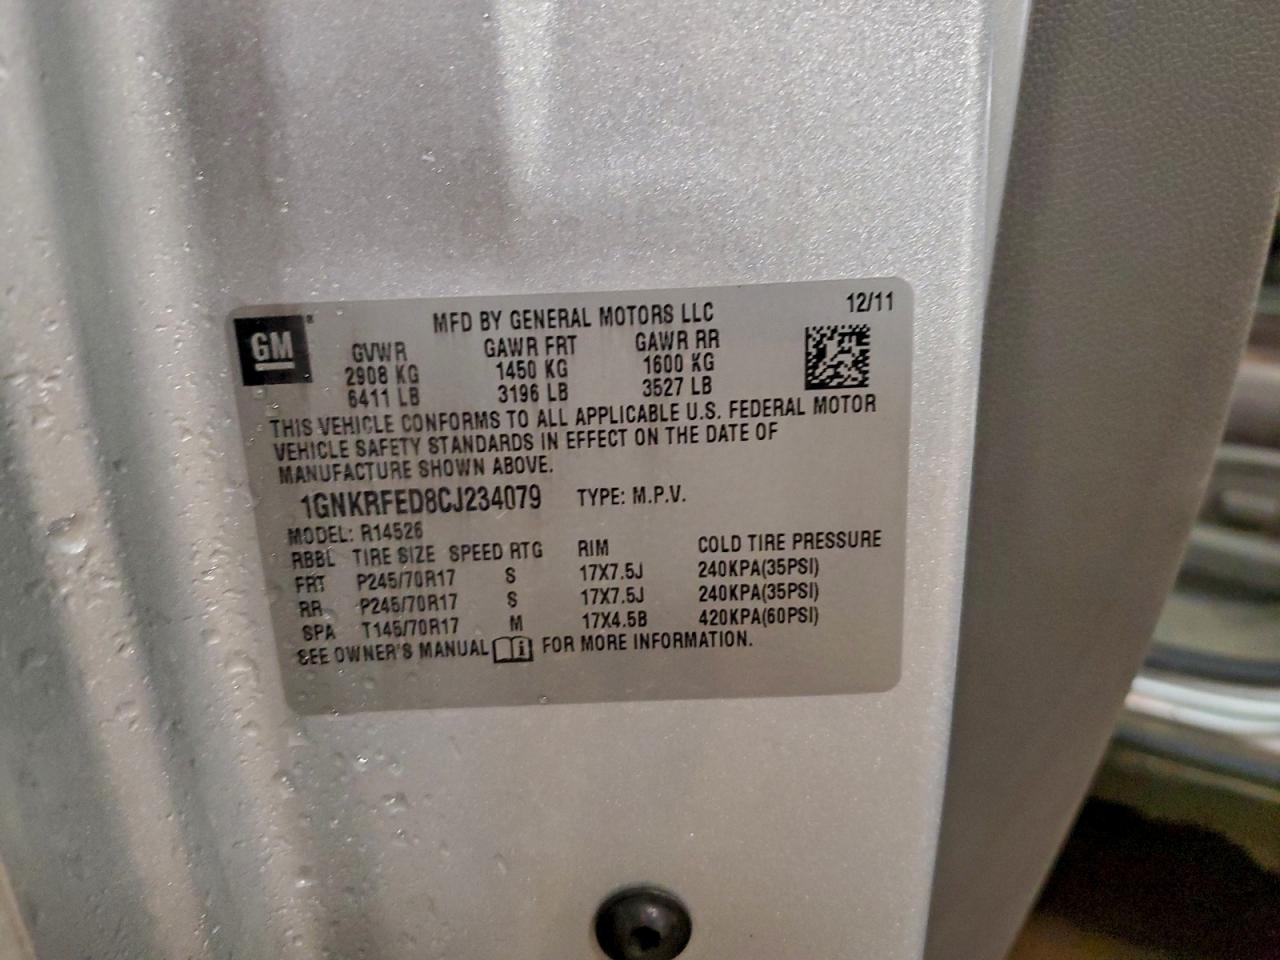 GM
MFD BY GENERAL MOTORS LLC 12/11
GVWR GAWR FRT GAWR RR
2908 KG 1450 KG 1600 KG
6411 LB 3196 LB 3527 LB
THIS VEHICLE CONFORMS TO ALL APPLICABLE U.S. FEDERAL MOTOR
VEHICLE SAFETY STANDARDS IN EFFECT ON THE DATE OF
MANUFACTURE SHOWN ABOVE.
1GNKRFED8CJ234079 TYPE: M.P.V.
MODEL: R14526
RBBL TIRE SIZE SPEED RTG RIM COLD TIRE PRESSURE
FRT P245/70R17 S 17X7.5J 240KPA(35PSI)
RR P245/70R17 S 17X7.5J 240KPA(35PSI)
SPA T145/70R17 M 17X4.5B 420KPA(60PSI)
SEE OWNER'S MANUAL FOR MORE INFORMATION.